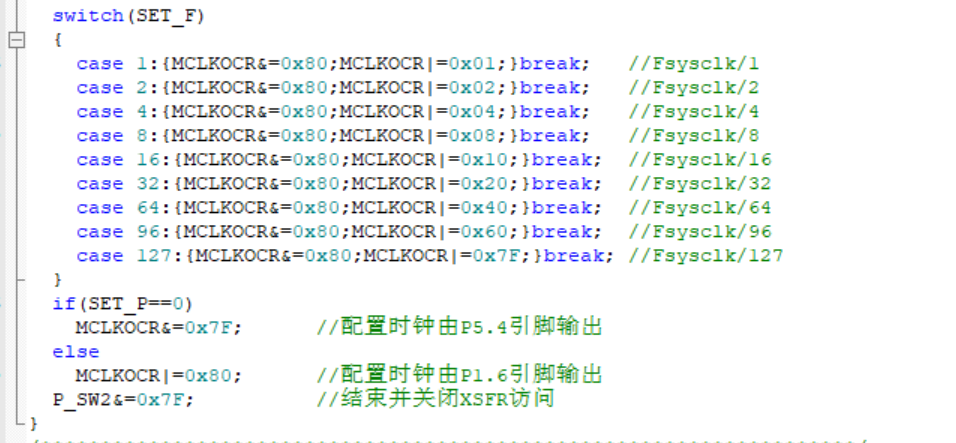 switch(SET_F)
{
case 1:{MCLKOCR&=0x80;MCLKOCR|=0x01;}break; //Fsysclk/1
case 2:{MCLKOCR&=0x80;MCLKOCR|=0x02;}break; //Fsysclk/2
case 4:{MCLKOCR&=0x80;MCLKOCR|=0x04;}break; //Fsysclk/4
case 8:{MCLKOCR&=0x80;MCLKOCR|=0x08;}break; //Fsysclk/8
case 16:{MCLKOCR&=0x80;MCLKOCR|=0x10;}break; //Fsysclk/16
case 32:{MCLKOCR&=0x80;MCLKOCR|=0x20;}break; //Fsysclk/32
case 64:{MCLKOCR&=0x80;MCLKOCR|=0x40;}break; //Fsysclk/64
case 96:{MCLKOCR&=0x80;MCLKOCR|=0x60;}break; //Fsysclk/96
case 127:{MCLKOCR&=0x80;MCLKOCR|=0x7F;}break; //Fsysclk/127
}
if(SET_P==0)
MCLKOCR&=0x7F; //配置时钟由P5.4引脚输出
else
MCLKOCR|=0x80; //配置时钟由P1.6引脚输出
P_SW2&=0x7F; //结束并关闭XSFR访问
}